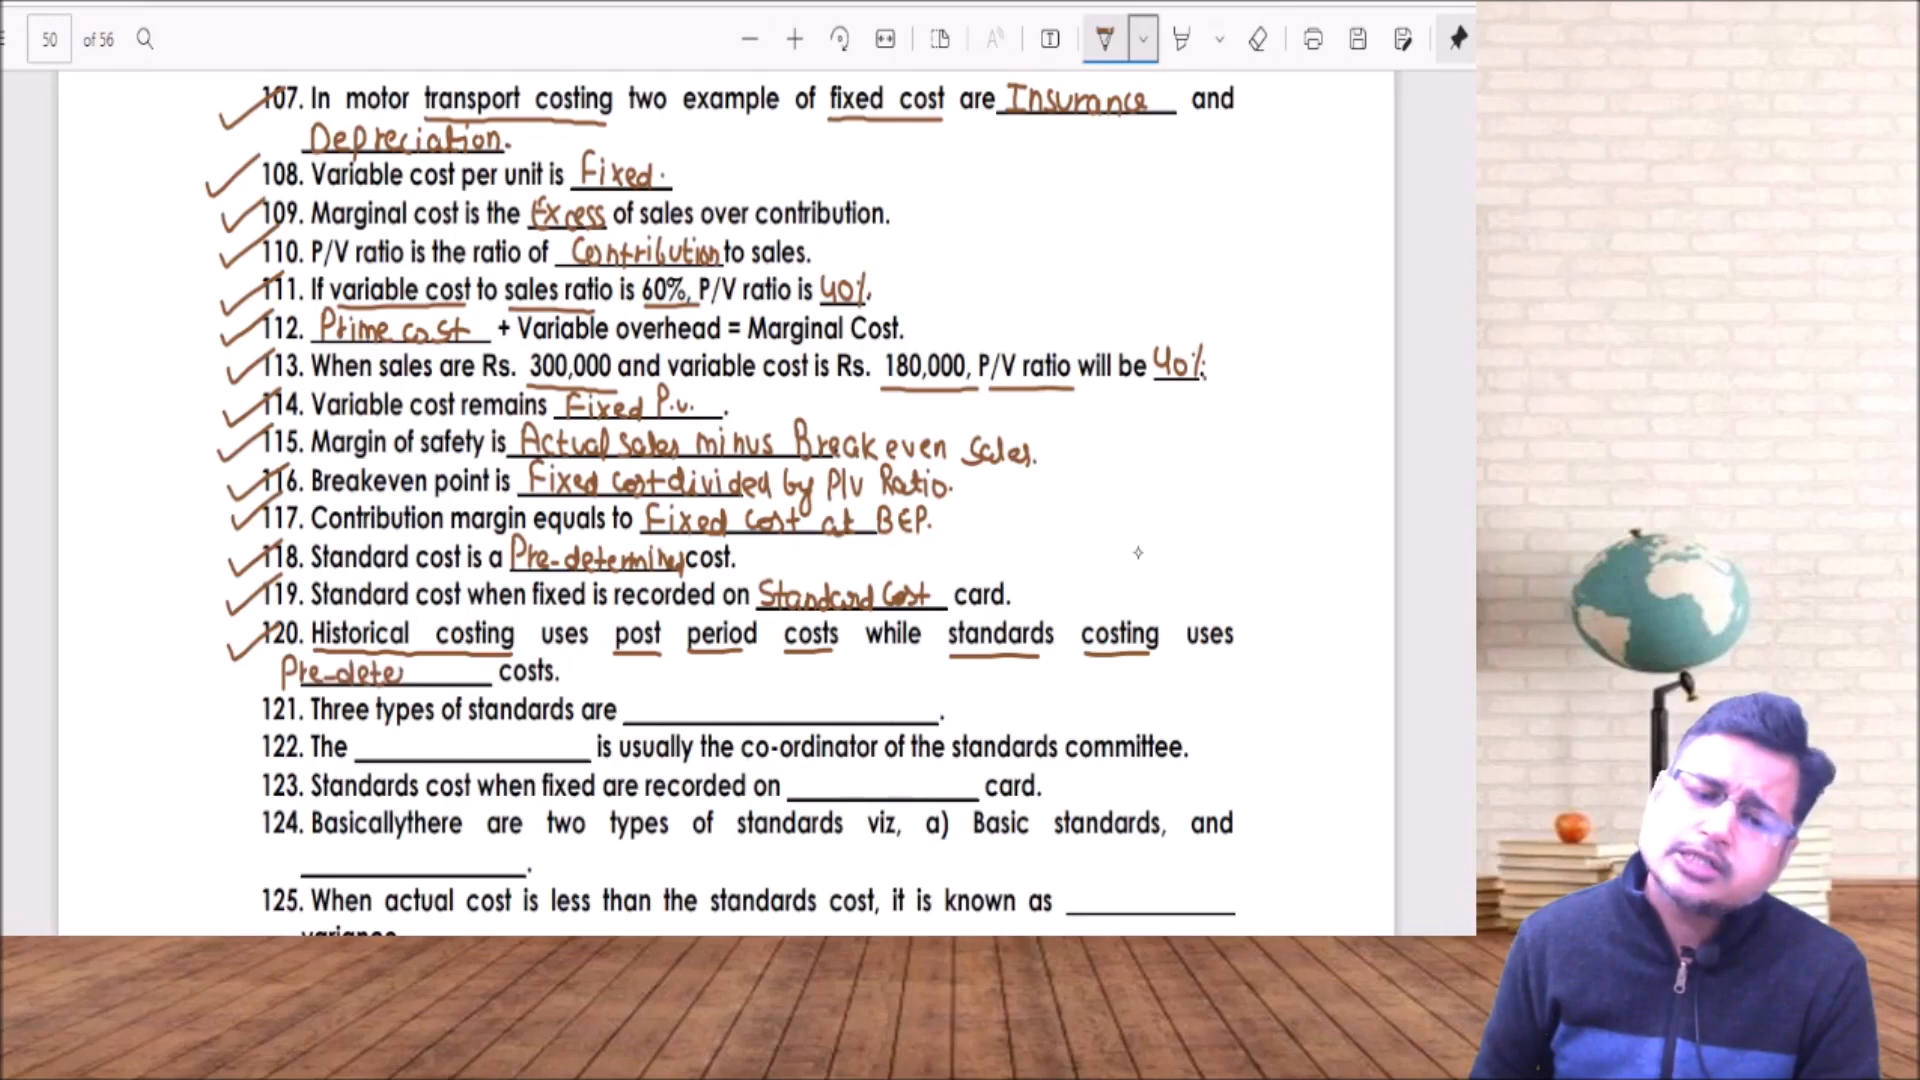 50 of 56
107. In motor transport costing two example of fixed cost are Insurance and
Depreciation.
108. Variable cost per unit is fixed.
109. Marginal cost is the Excess of sales over contribution.
110. P/V ratio is the ratio of Contribution to sales.
111. If variable cost to sales ratio is 60%, P/V ratio is 40%.
112. Prime cost + Variable overhead = Marginal Cost.
113. When sales are Rs. 300,000 and variable cost is Rs. 180,000, P/V ratio will be 40%.
114. Variable cost remains Fixed P.u. .
115. Margin of safety is Actual sales minus Breakeven Sales.
116. Breakeven point is Fixed cost divided by P/V Ratio.
117. Contribution margin equals to Fixed cost at BEP.
118. Standard cost is a Pre-determined cost.
119. Standard cost when fixed is recorded on Standard Cost card.
120. Historical costing uses post period costs while standards costing uses
Pre-dete costs.
121. Three types of standards are ____________.
122. The ____________ is usually the co-ordinator of the standards committee.
123. Standards cost when fixed are recorded on ____________ card.
124. Basicallythere are two types of standards viz, a) Basic standards, and
____________.
125. When actual cost is less than the standards cost, it is known as ____________
variance